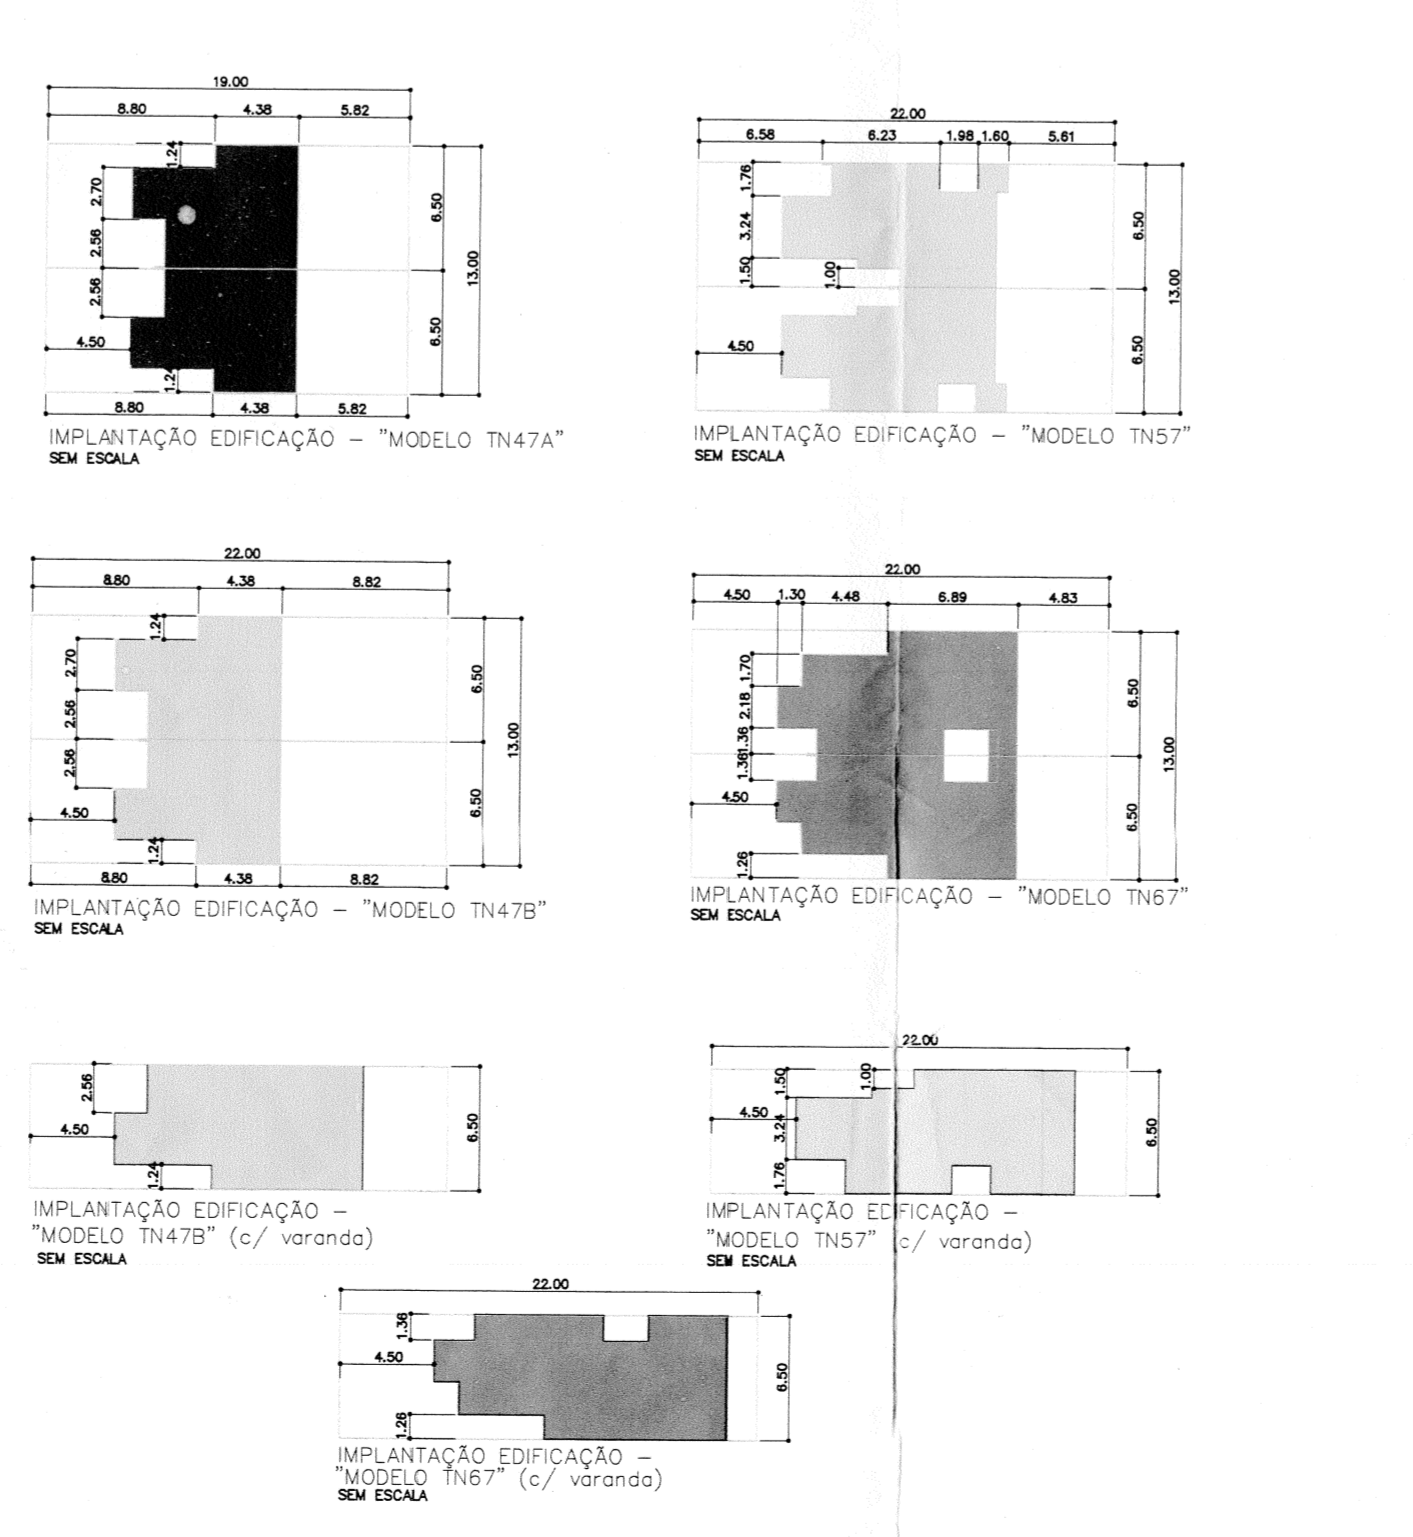 19.00
8.80 4.38 5.82
1.24
2.70
2.56
2.56
4.50
1.24
6.50
6.50
13.00
8.80 4.38 5.82
IMPLANTAÇÃO EDIFICAÇÃO – "MODELO TN47A"
SEM ESCALA
22.00
6.58 6.23 1.98 1.60 5.61
1.76
3.24
1.50
1.00
4.50
6.50
6.50
13.00
IMPLANTAÇÃO EDIFICAÇÃO – "MODELO TN57"
SEM ESCALA
22.00
8.80 4.38 8.82
1.24
2.70
2.56
2.56
4.50
1.24
6.50
6.50
13.00
8.80 4.38 8.82
IMPLANTAÇÃO EDIFICAÇÃO – "MODELO TN47B"
SEM ESCALA
22.00
4.50 1.30 4.48 6.89 4.83
1.70
2.18
1.36
1.36
4.50
1.26
6.50
6.50
13.00
IMPLANTAÇÃO EDIFICAÇÃO – "MODELO TN67"
SEM ESCALA
2.56
4.50
1.24
6.50
IMPLANTAÇÃO EDIFICAÇÃO –
"MODELO TN47B" (c/ varanda)
SEM ESCALA
22.00
1.50
1.00
4.50
3.24
1.76
6.50
IMPLANTAÇÃO EDIFICAÇÃO –
"MODELO TN57" (c/ varanda)
SEM ESCALA
22.00
1.36
4.50
1.26
6.50
IMPLANTAÇÃO EDIFICAÇÃO –
"MODELO TN67" (c/ varanda)
SEM ESCALA